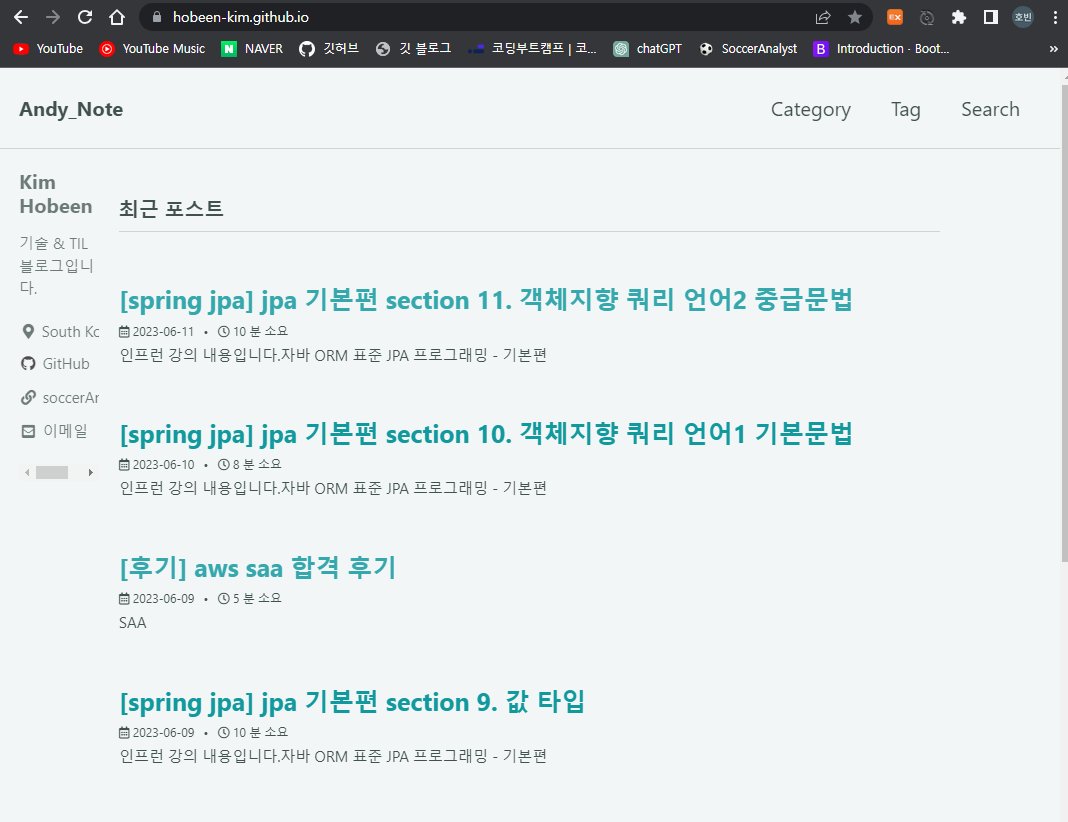 hobeen-kim.github.io
EX
호빈
YouTube
YouTube Music
N NAVER
깃허브
깃 블로그
코딩부트캠프 | 코...
chatGPT
SoccerAnalyst
B Introduction · Boot...
»
Andy_Note
Category
Tag
Search
Kim
Hobeen
기술 & TIL
블로그입니
다.
South Ko
GitHub
soccerAn
이메일
최근 포스트
[spring jpa] jpa 기본편 section 11. 객체지향 쿼리 언어2 중급문법
2023-06-11 • 10 분 소요
인프런 강의 내용입니다.자바 ORM 표준 JPA 프로그래밍 - 기본편
[spring jpa] jpa 기본편 section 10. 객체지향 쿼리 언어1 기본문법
2023-06-10 • 8 분 소요
인프런 강의 내용입니다.자바 ORM 표준 JPA 프로그래밍 - 기본편
[후기] aws saa 합격 후기
2023-06-09 • 5 분 소요
SAA
[spring jpa] jpa 기본편 section 9. 값 타입
2023-06-09 • 10 분 소요
인프런 강의 내용입니다.자바 ORM 표준 JPA 프로그래밍 - 기본편